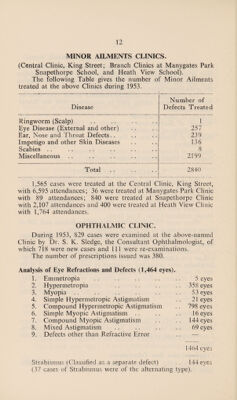 12
MINOR AILMENTS CLINICS.
(Central Clinic, King Street; Branch Clinics at Manygates Park
Snapethorpe School, and Heath View School).
The following Table gives the number of Minor Ailments
treated at the above Clinics during 1953.
Disease Number of Defects Treated
Ringworm (Scalp) .. .. .. .. 1
Eye Disease (External and other) .. .. 257
Ear, Nose and Throat Defects .. .. .. 239
Impetigo and other Skin Diseases .. .. 136
Scabies .. .. .. .. .. 8
Miscellaneous .. .. .. .. 2199
Total .. .. 2840
1,565 cases were treated at the Central Clinic, King Street,
with 6,595 attendances; 36 were treated at Manygates Park Clinic
with 89 attendances; 840 were treated at Snapethorpe Clinic
with 2,107 attendances and 400 were treated at Heath View Clinic
with 1,764 attendances.
OPHTHALMIC CLINIC.
During 1953, 829 cases were examined at the above-named
Clinic by Dr. S. K. Sledge, the Consultant Ophthalmologist, of
which 718 were new cases and 111 were re-examinations.
The number of prescriptions issued was 380.
Analysis of Eye Refractions and Defects (1,464 eyes).
1. Emmetropia .. .. .. .. 5 eyes
2. Hypermetropia .. .. .. .. 358 eyes
3. Myopia .. .. .. .. 53 eyes
4. Simple Hypermetropic Astigmatism .. 21 eyes
5. Compound Hypermetropic Astigmatism .. 798 eyes
6. Simple Myopic Astigmatism .. .. 16 eyes
7. Compound Myopic Astigmatism .. .. 144 eyes
8. Mixed Astigmatism .. .. .. 69 eyes
9. Defects other than Refractive Error .. —
1464 eyes
Strabismus (Classified as a separate defect) 144 eyes
(37 cases of Strabismus were of the alternating type).